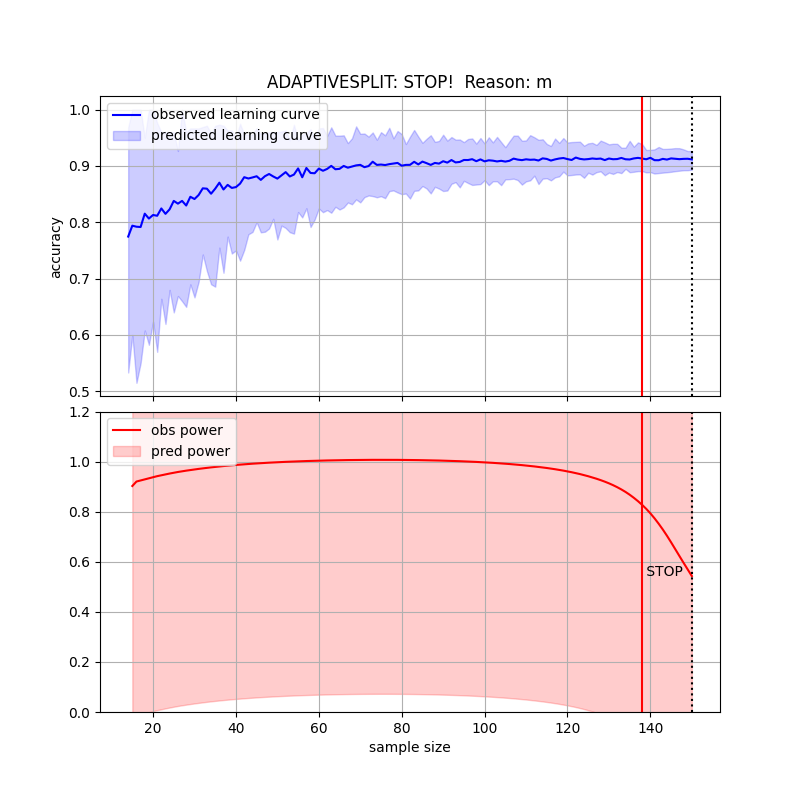 ADAPTIVESPLIT: STOP!  Reason: m
observed learning curve
predicted learning curve
accuracy
1.0
0.9
0.8
0.7
0.6
0.5
obs power
pred power
STOP
1.2
1.0
0.8
0.6
0.4
0.2
0.0
20 40 60 80 100 120 140
sample size